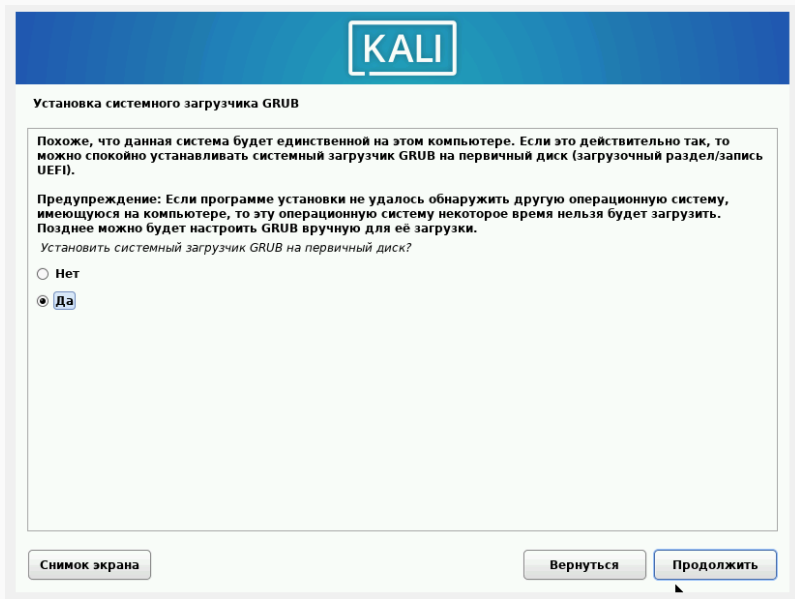 KALI
Установка системного загрузчика GRUB
Похоже, что данная система будет единственной на этом компьютере. Если это действительно так, то
можно спокойно устанавливать системный загрузчик GRUB на первичный диск (загрузочный раздел/запись
UEFI).
Предупреждение: Если программе установки не удалось обнаружить другую операционную систему,
имеющуюся на компьютере, то эту операционную систему некоторое время нельзя будет загрузить.
Позднее можно будет настроить GRUB вручную для её загрузки.
Установить системный загрузчик GRUB на первичный диск?
Нет
Да
Снимок экрана
Вернуться
Продолжить